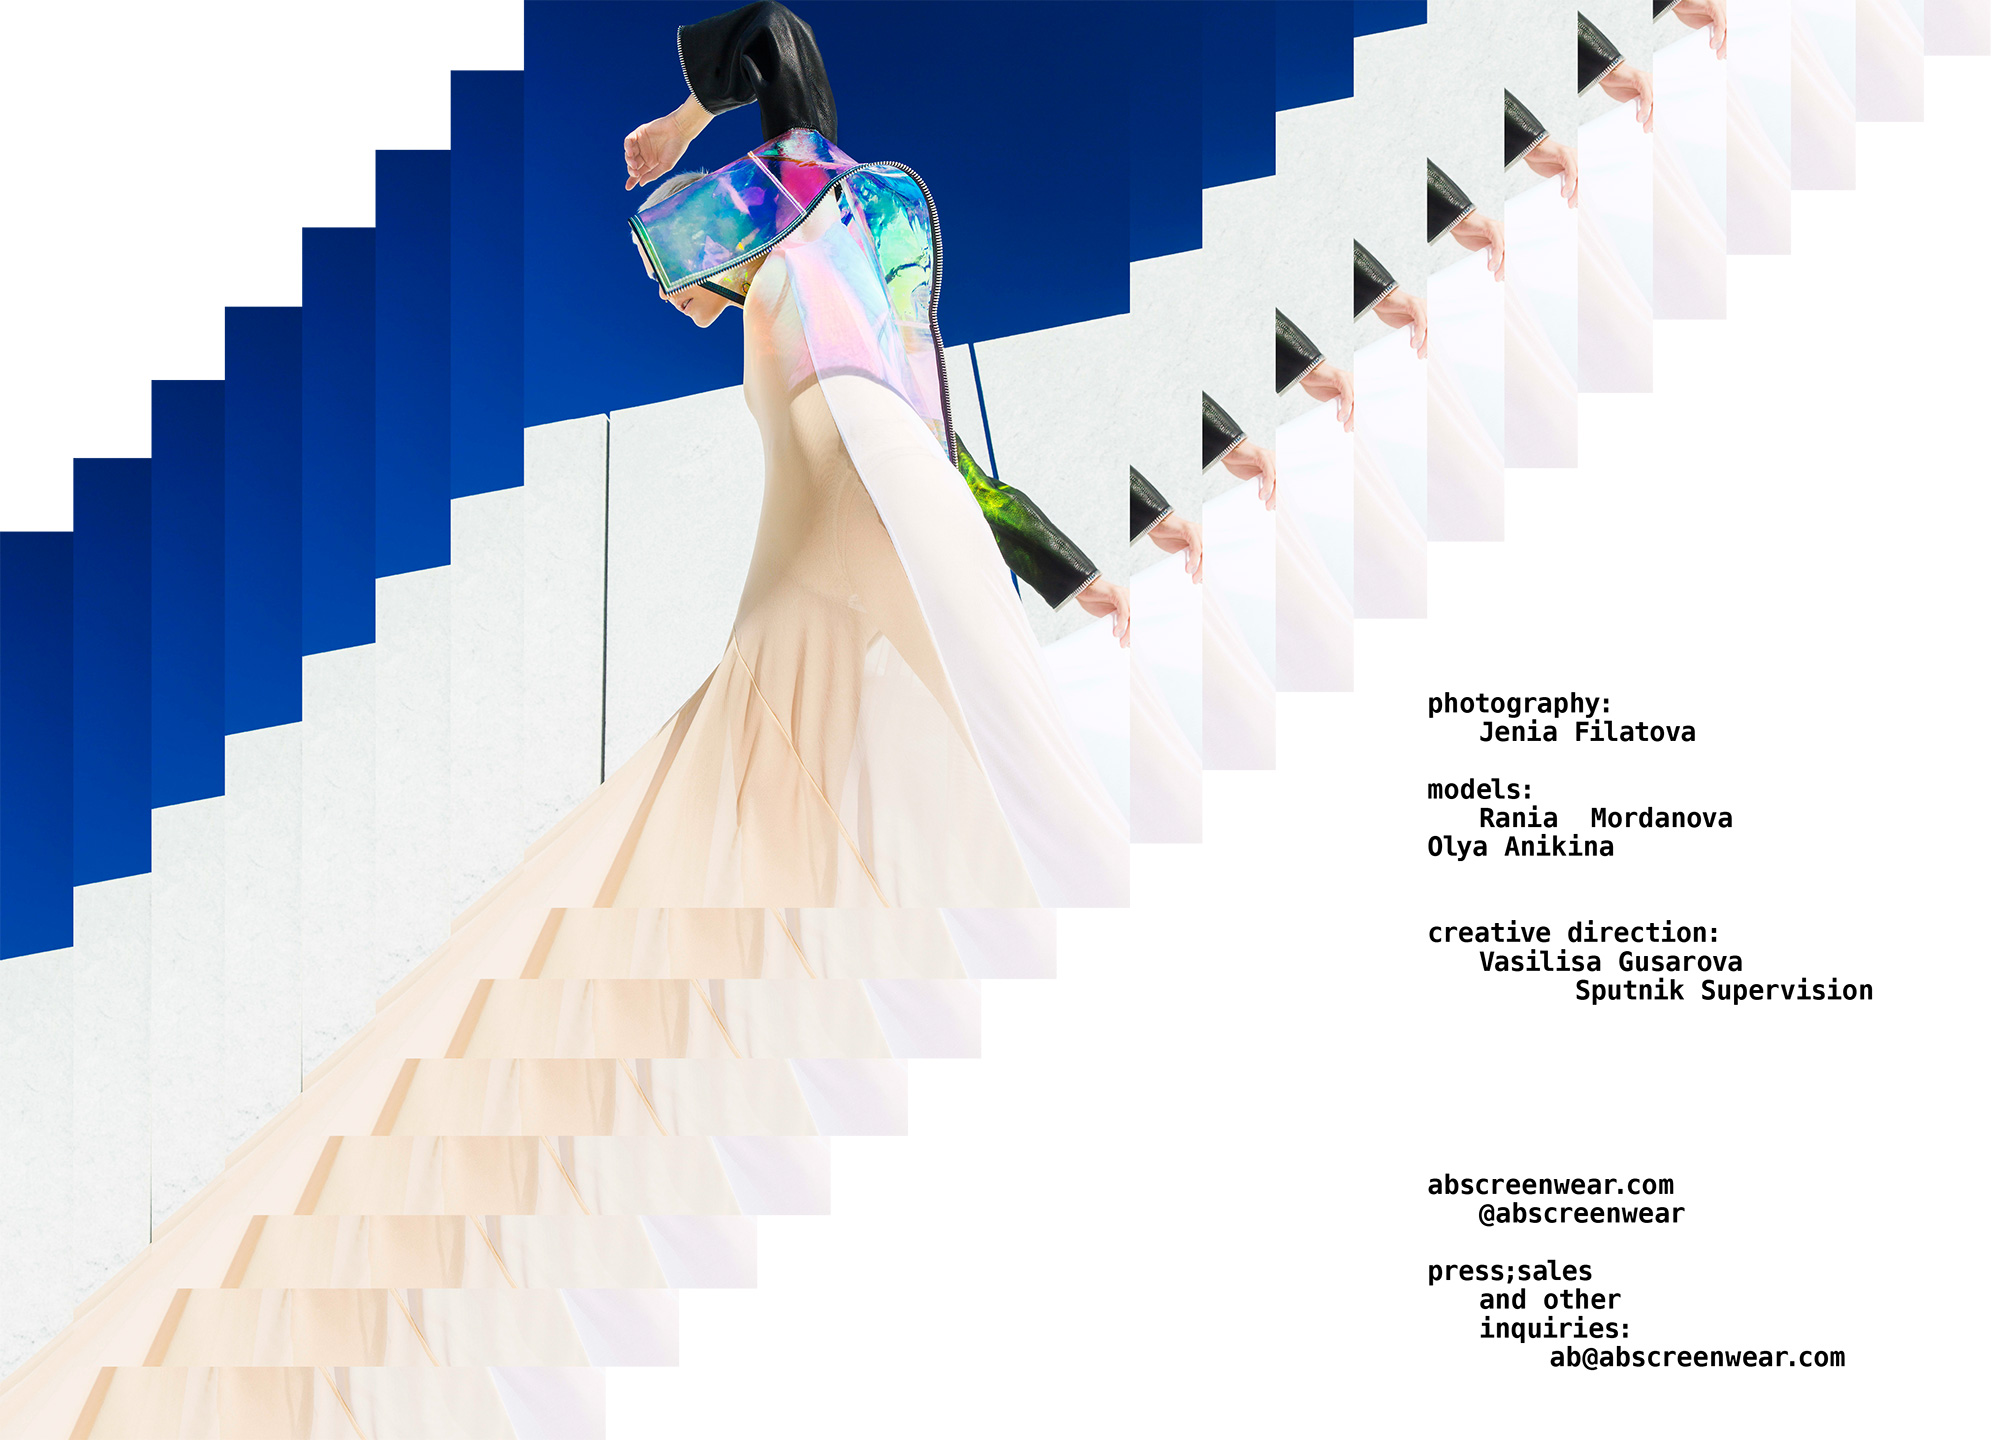 photography:
Jenia Filatova
models:
Rania Mordanova
Olya Anikina
creative direction:
Vasilisa Gusarova
Sputnik Supervision
abscreenwear.com
@abscreenwear
press;sales
and other
inquiries:
ab@abscreenwear.com